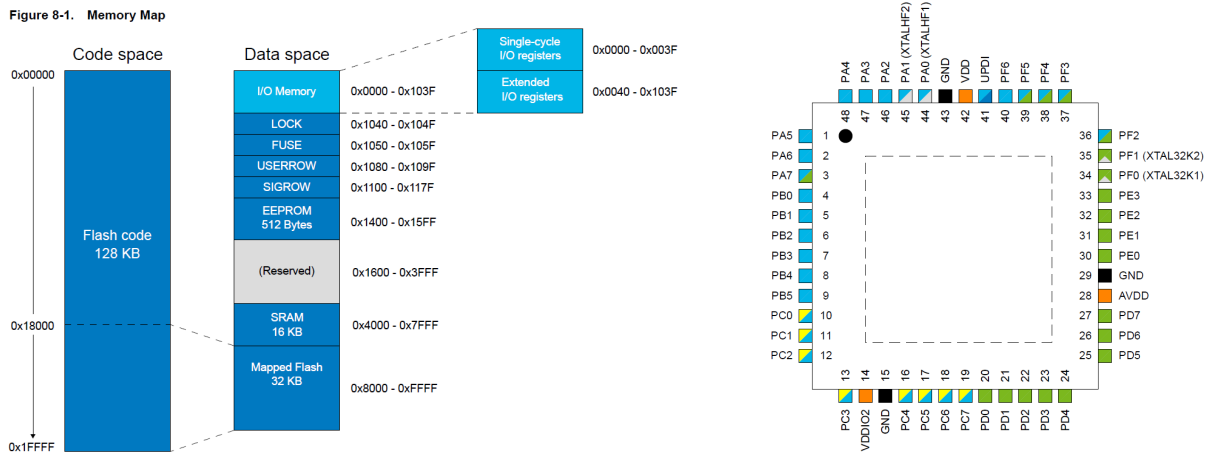 Figure 8-1. Memory Map
Code space
Data space
0x00000
Flash code
128 KB
0x18000
0x1FFFF
I/O Memory
0x0000 - 0x103F
LOCK
0x1040 - 0x104F
FUSE
0x1050 - 0x105F
USERROW
0x1080 - 0x109F
SIGROW
0x1100 - 0x117F
EEPROM
512 Bytes
0x1400 - 0x15FF
(Reserved)
0x1600 - 0x3FFF
SRAM
16 KB
0x4000 - 0x7FFF
Mapped Flash
32 KB
0x8000 - 0xFFFF
Single-cycle
I/O registers
0x0000 - 0x003F
Extended
I/O registers
0x0040 - 0x103F
PA4
PA3
PA2
PA1 (XTALHF2)
PA0 (XTALHF1)
GND
VDD
UPDI
PF6
PF5
PF4
PF3
48
47
46
45
44
43
42
41
40
39
38
37
PA5 1
PA6 2
PA7 3
PB0 4
PB1 5
PB2 6
PB3 7
PB4 8
PB5 9
PC0 10
PC1 11
PC2 12
36 PF2
35 PF1 (XTAL32K2)
34 PF0 (XTAL32K1)
33 PE3
32 PE2
31 PE1
30 PE0
29 GND
28 AVDD
27 PD7
26 PD6
25 PD5
13
14
15
16
17
18
19
20
21
22
23
24
PC3
VDDIO2
GND
PC4
PC5
PC6
PC7
PD0
PD1
PD2
PD3
PD4